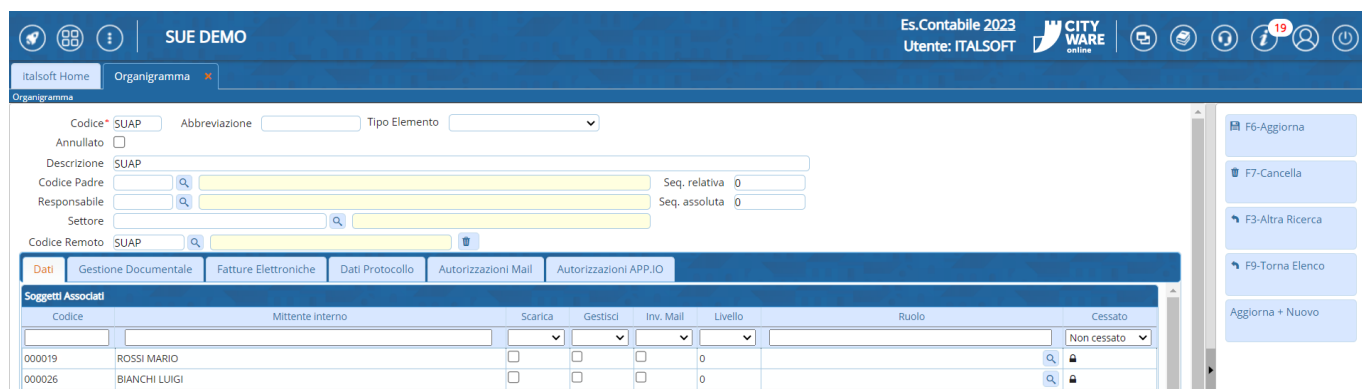 SUE DEMO
Es.Contabile 2023
Utente: ITALSOFT
CITY
WARE
online
19
Italsoft Home
Organigramma
Organigramma
Codice* SUAP Abbreviazione Tipo Elemento
Annullato
Descrizione SUAP
Codice Padre Seq. relativa 0
Responsabile Seq. assoluta 0
Settore
Codice Remoto SUAP
Dati Gestione Documentale Fatture Elettroniche Dati Protocollo Autorizzazioni Mail Autorizzazioni APP.IO
Soggetti Associati
Codice Mittente interno Scarica Gestisci Inv. Mail Livello Ruolo Cessato
Non cessato
000019 ROSSI MARIO 0
000026 BIANCHI LUIGI 0
F6-Aggiorna
F7-Cancella
F3-Altra Ricerca
F9-Torna Elenco
Aggiorna + Nuovo